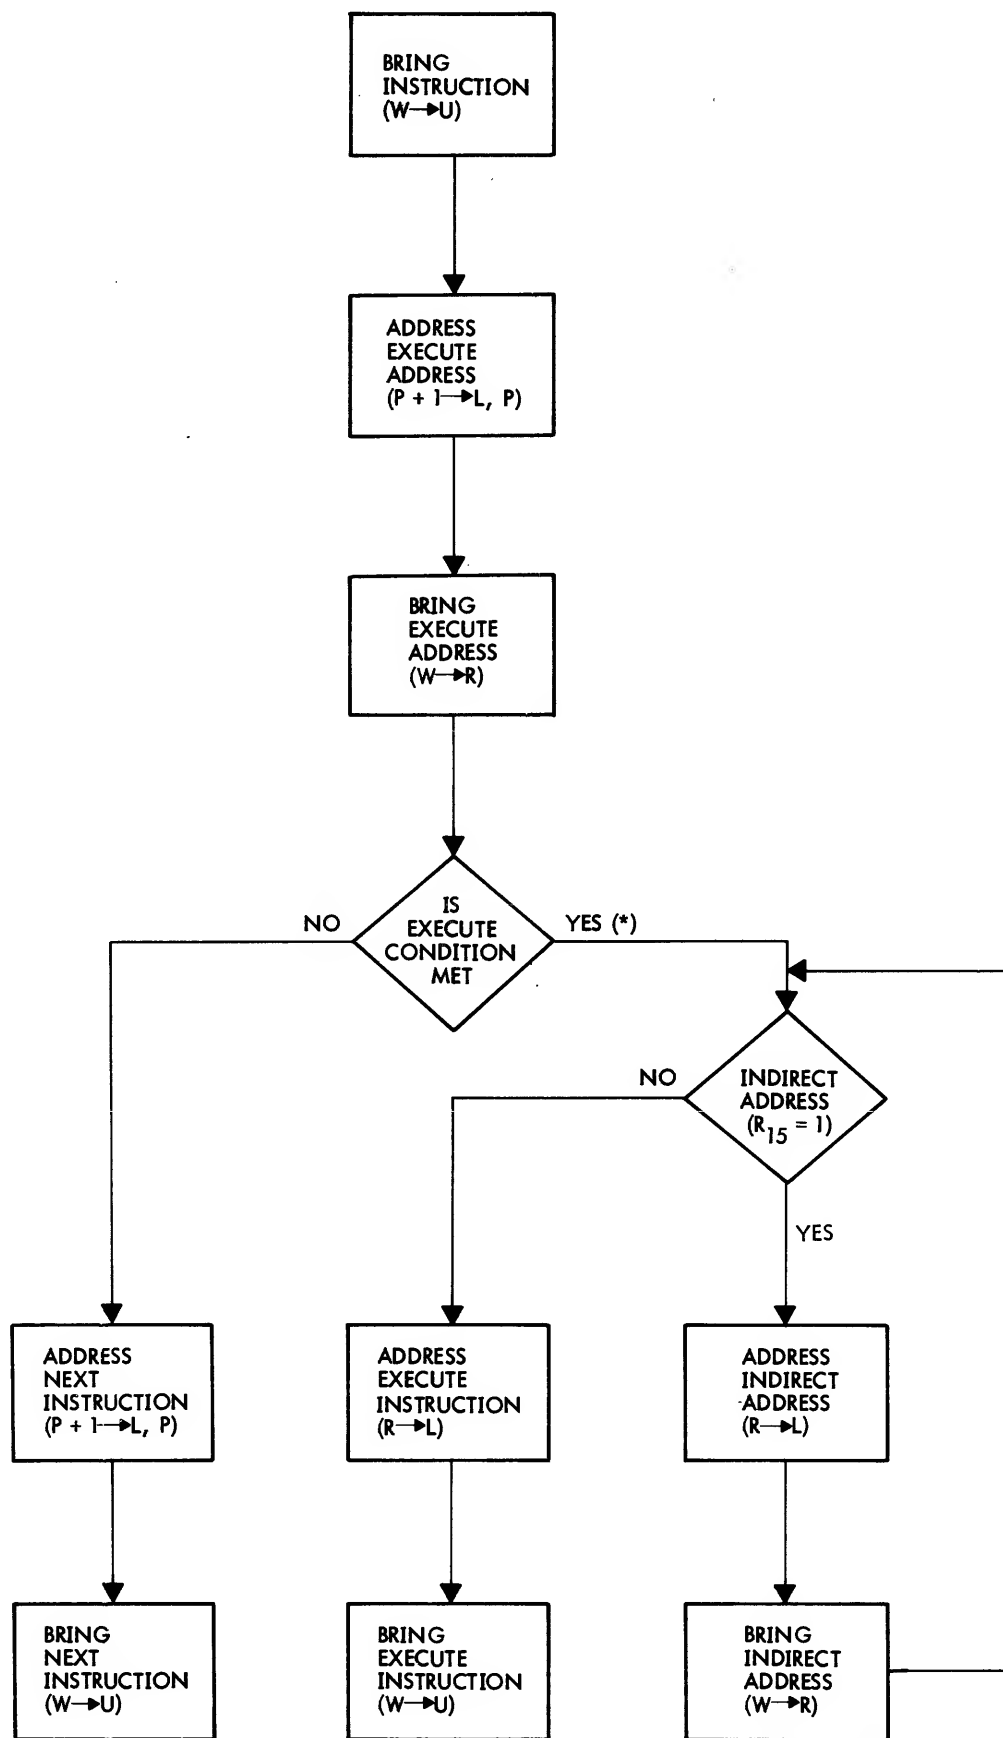 BRING
INSTRUCTION
(W→U)
ADDRESS
EXECUTE
ADDRESS
(P + 1→L, P)
BRING
EXECUTE
ADDRESS
(W→R)
IS
EXECUTE
CONDITION
MET
NO
YES (*)
INDIRECT
ADDRESS
(R15 = 1)
NO
YES
ADDRESS
NEXT
INSTRUCTION
(P + 1→L, P)
ADDRESS
EXECUTE
INSTRUCTION
(R→L)
ADDRESS
INDIRECT
ADDRESS
(R→L)
BRING
NEXT
INSTRUCTION
(W→U)
BRING
EXECUTE
INSTRUCTION
(W→U)
BRING
INDIRECT
ADDRESS
(W→R)